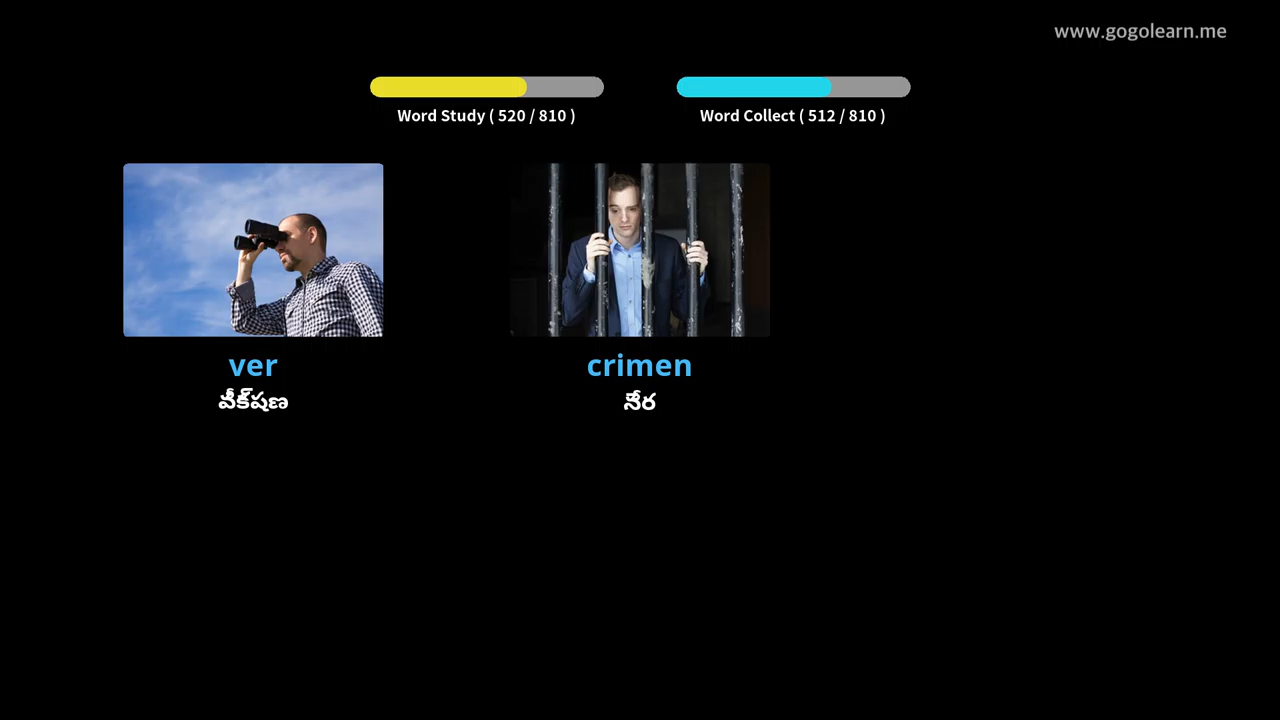 www.gogolearn.me
Word Study ( 520 / 810 )
Word Collect ( 512 / 810 )
ver
వీక్షణ
crimen
నేర